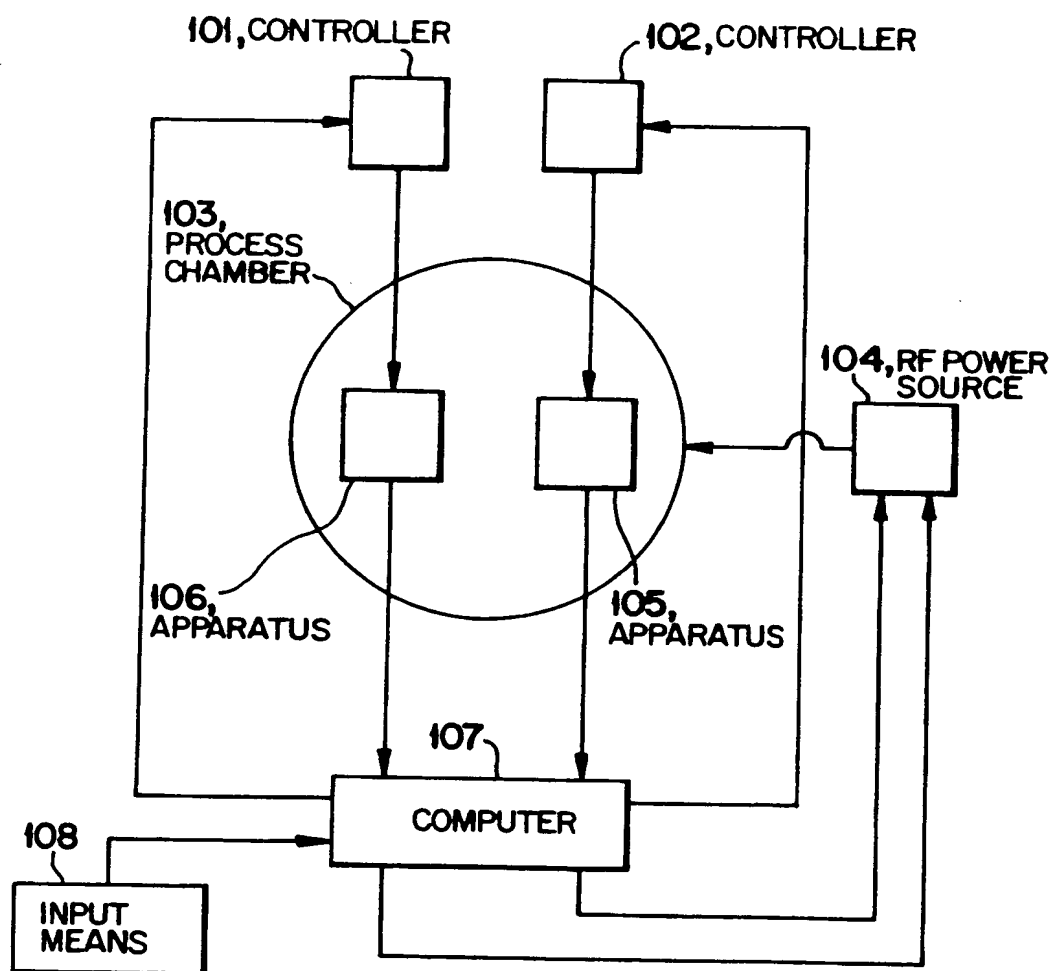 101, CONTROLLER
102, CONTROLLER
103,
PROCESS
CHAMBER
104, RF POWER
SOURCE
106,
APPARATUS
105,
APPARATUS
107
COMPUTER
108
INPUT
MEANS